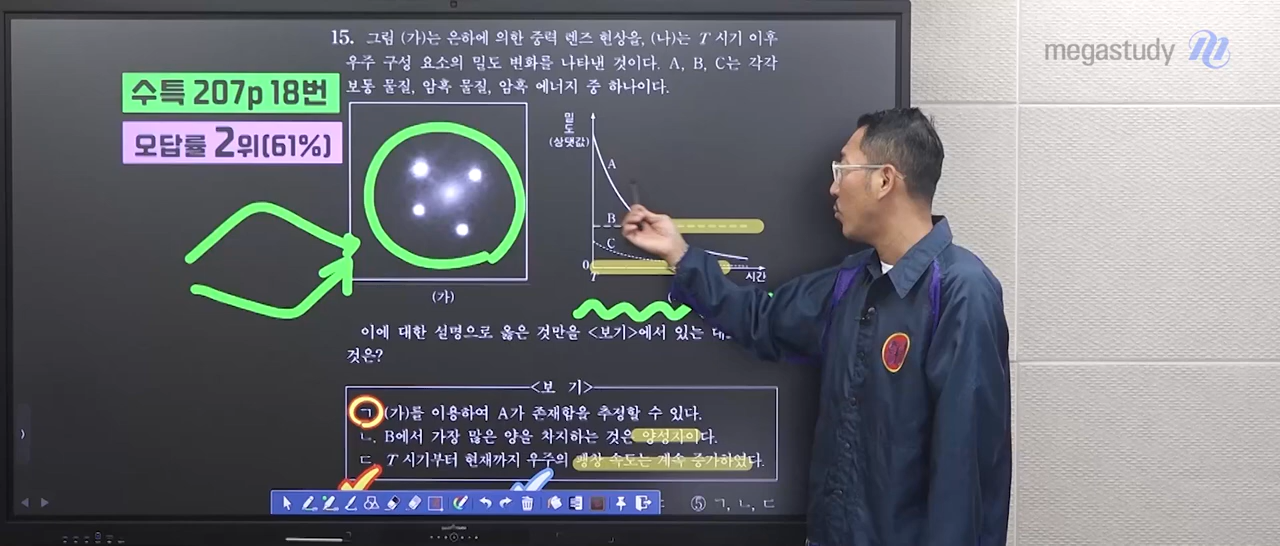 megastudy
수특 207p 18번
오답률 2위(61%)
15. 그림 (가)는 은하에 의한 중력 렌즈 현상을, (나)는 T 시기 이후
우주 구성 요소의 밀도 변화를 나타낸 것이다. A, B, C는 각각
보통 물질, 암흑 물질, 암흑 에너지 중 하나이다.
밀도
(상댓값)
A
B
C
0
T
시간
(가)
이에 대한 설명으로 옳은 것만을 <보기>에서 있는 대
것은?
<보 기>
ㄱ (가)를 이용하여 A가 존재함을 추정할 수 있다.
ㄴ. B에서 가장 많은 양을 차지하는 것은 양성자이다.
ㄷ T 시기부터 현재까지 우주의 팽창 속도는 계속 증가하였다.
⑤ ㄱ, ㄴ, ㄷ